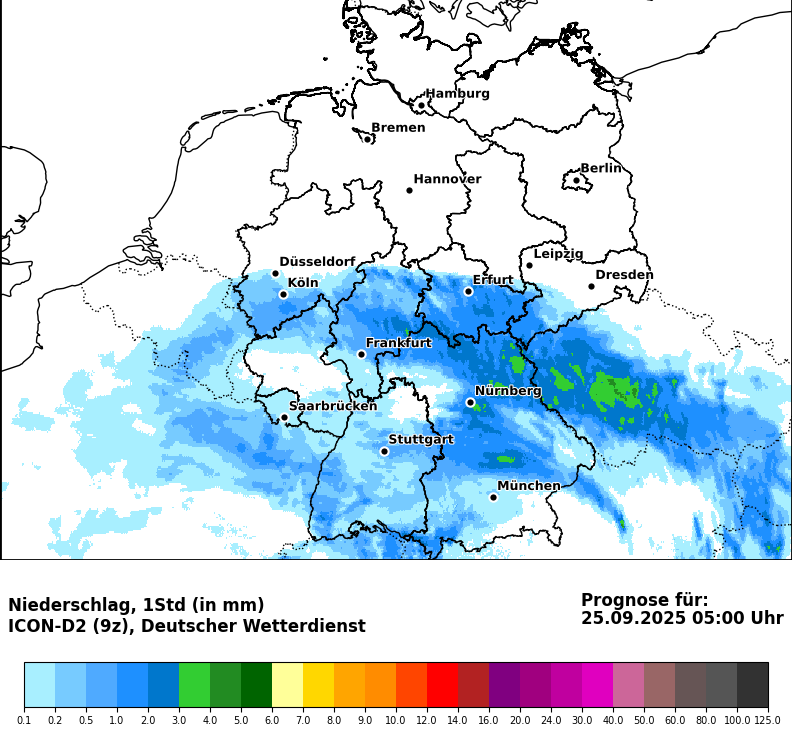 Hamburg
Bremen
Berlin
Hannover
Leipzig
Düsseldorf
Dresden
Köln
Erfurt
Frankfurt
Nürnberg
Saarbrücken
Stuttgart
München
Niederschlag, 1Std (in mm)
ICON-D2 (9z), Deutscher Wetterdienst
Prognose für:
25.09.2025 05:00 Uhr
0.1 0.2 0.5 1.0 2.0 3.0 4.0 5.0 6.0 7.0 8.0 9.0 10.0 12.0 14.0 16.0 20.0 24.0 30.0 40.0 50.0 60.0 80.0 100.0 125.0